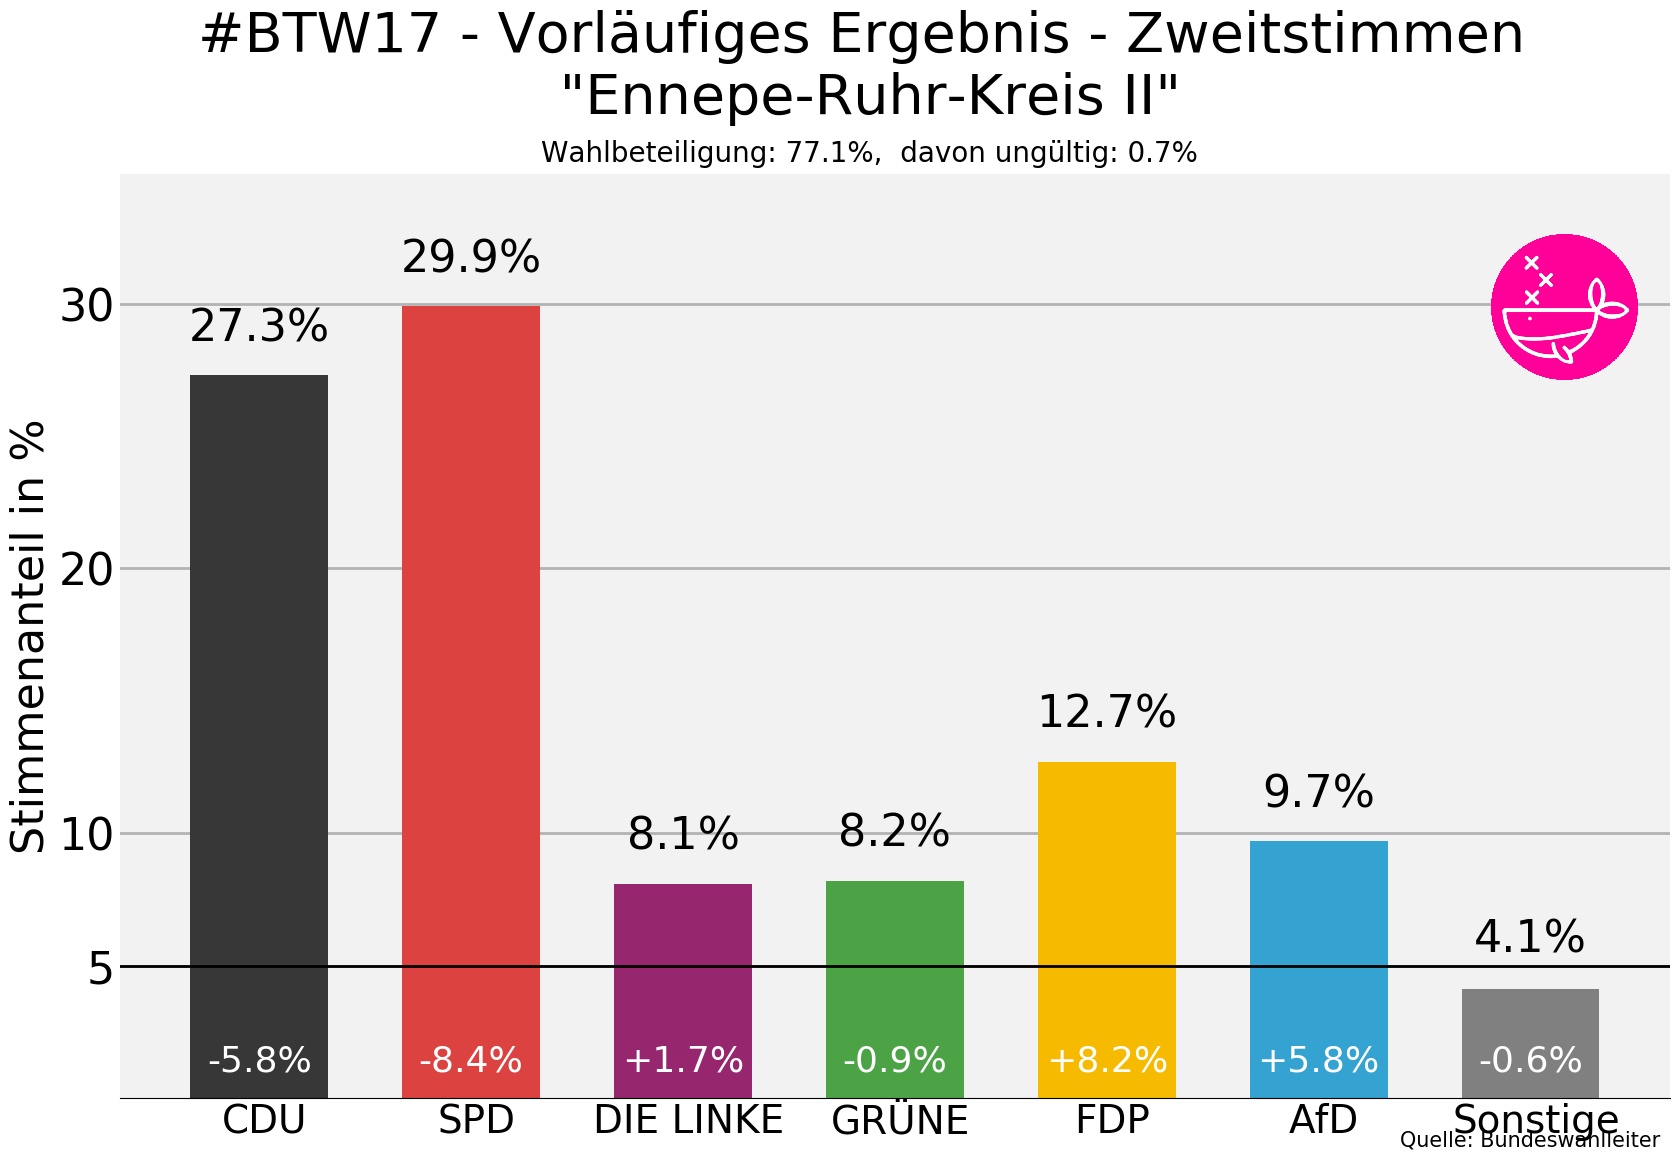 #BTW17 - Vorläufiges Ergebnis - Zweitstimmen
"Ennepe-Ruhr-Kreis II"
Wahlbeteiligung: 77.1%, davon ungültig: 0.7%
Stimmenanteil in %
30
20
10
5
27.3%
29.9%
8.1%
8.2%
12.7%
9.7%
4.1%
-5.8%
-8.4%
+1.7%
-0.9%
+8.2%
+5.8%
-0.6%
CDU
SPD
DIE LINKE
GRÜNE
FDP
AfD
Sonstige
Quelle: Bundeswahlleiter